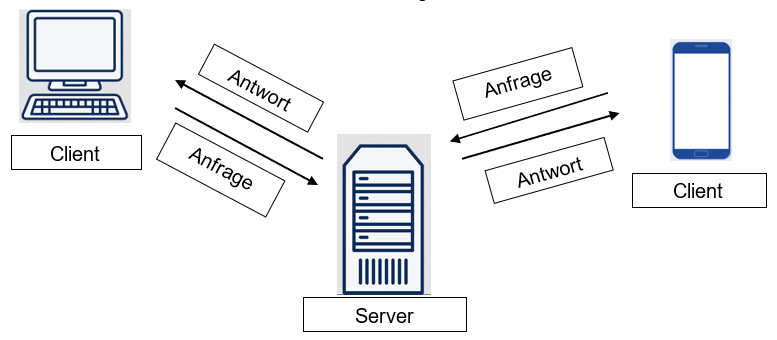 Antwort
Anfrage
Client
Anfrage
Antwort
Client
Server